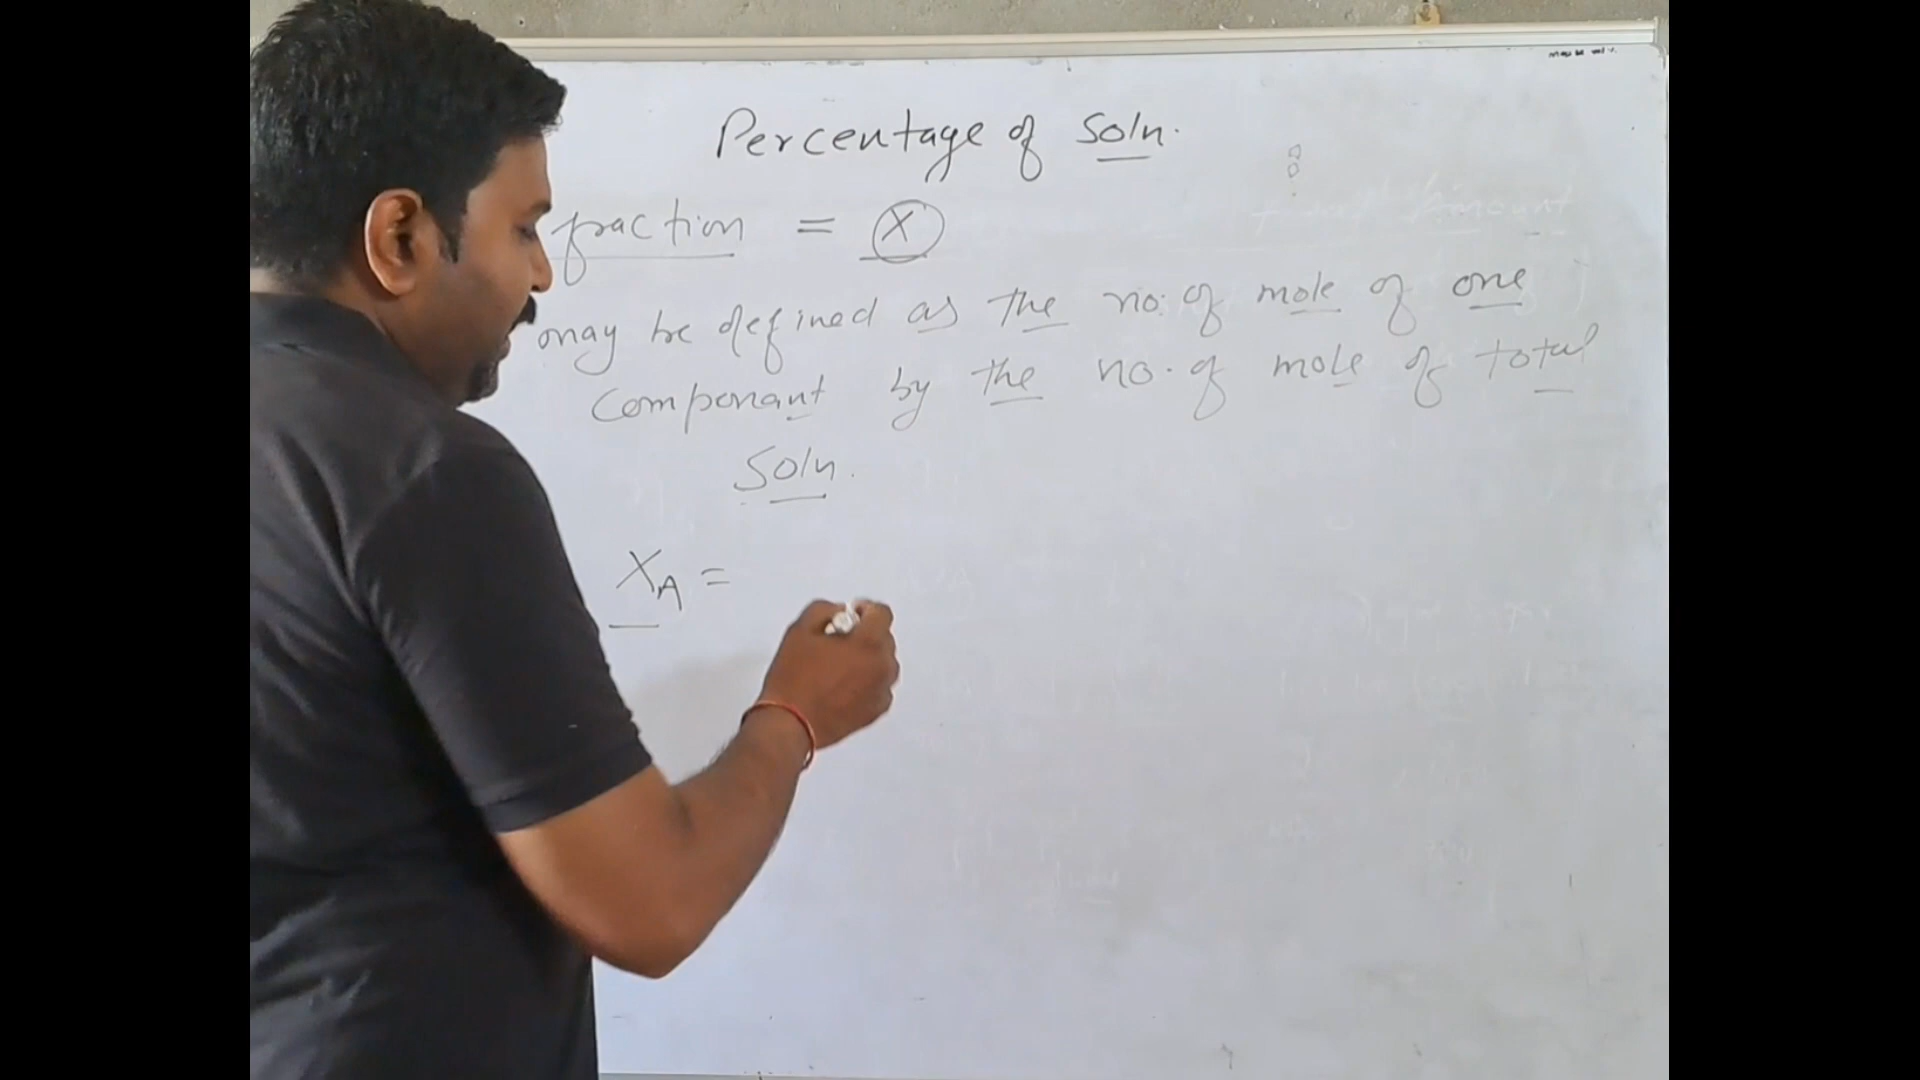 Percentage of Soln.
fraction = X
may be defined as the no. of mole of one
componant by the no. of mole of total
Soln.
XA =